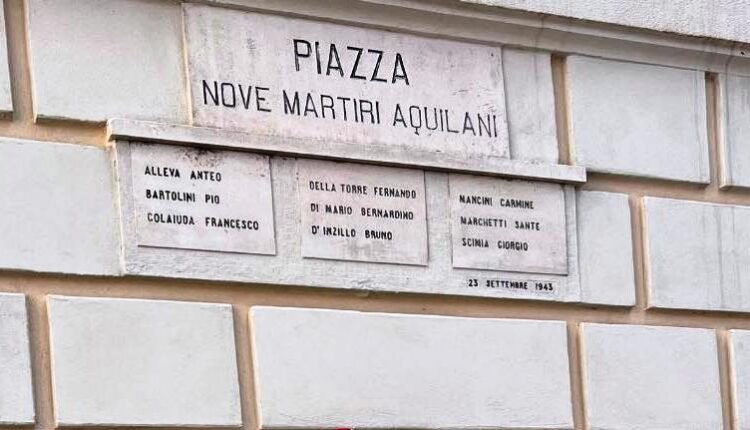 PIAZZA
NOVE MARTIRI AQUILANI
ALLEVA ANTEO
BARTOLINI PIO
COLAIUDA FRANCESCO
DELLA TORRE FERNANDO
DI MARIO BERNARDINO
D'INZILLO BRUNO
MANCINI CARMINE
MARCHETTI SANTE
SCIMIA GIORGIO
23 SETTEMBRE 1943